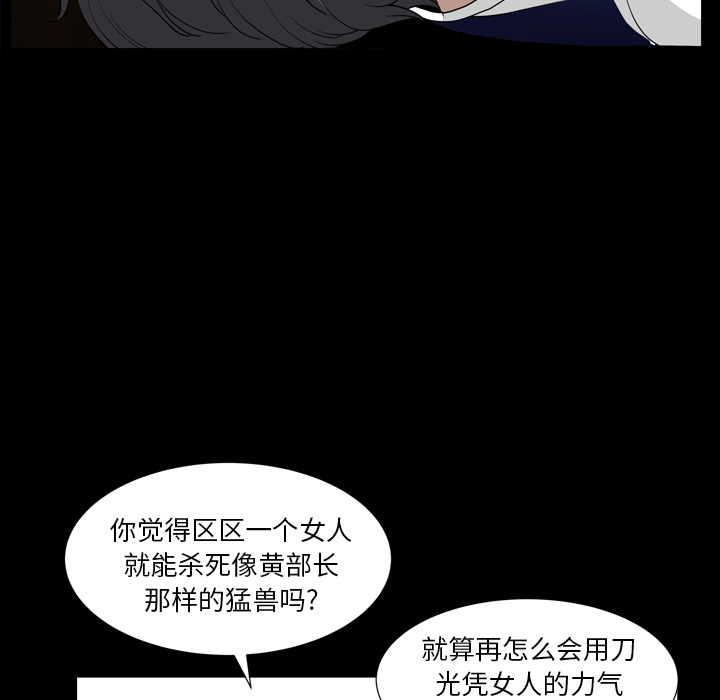 你觉得区区一个女人
就能杀死像黄部长
那样的猛兽吗?
就算再怎么会用刀
光凭女人的力气